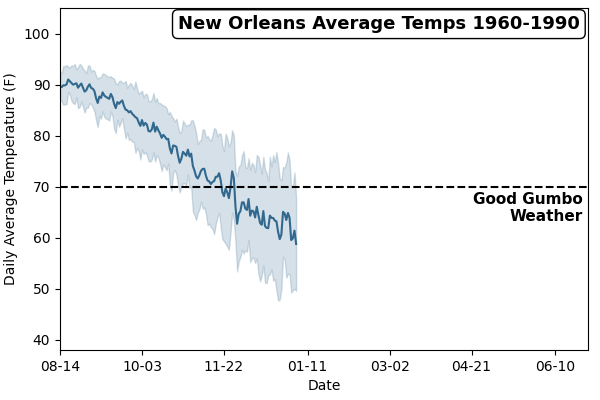 New Orleans Average Temps 1960-1990
Daily Average Temperature (F)
100
90
80
70
60
50
40
Good Gumbo
Weather
08-14
10-03
11-22
01-11
03-02
04-21
06-10
Date